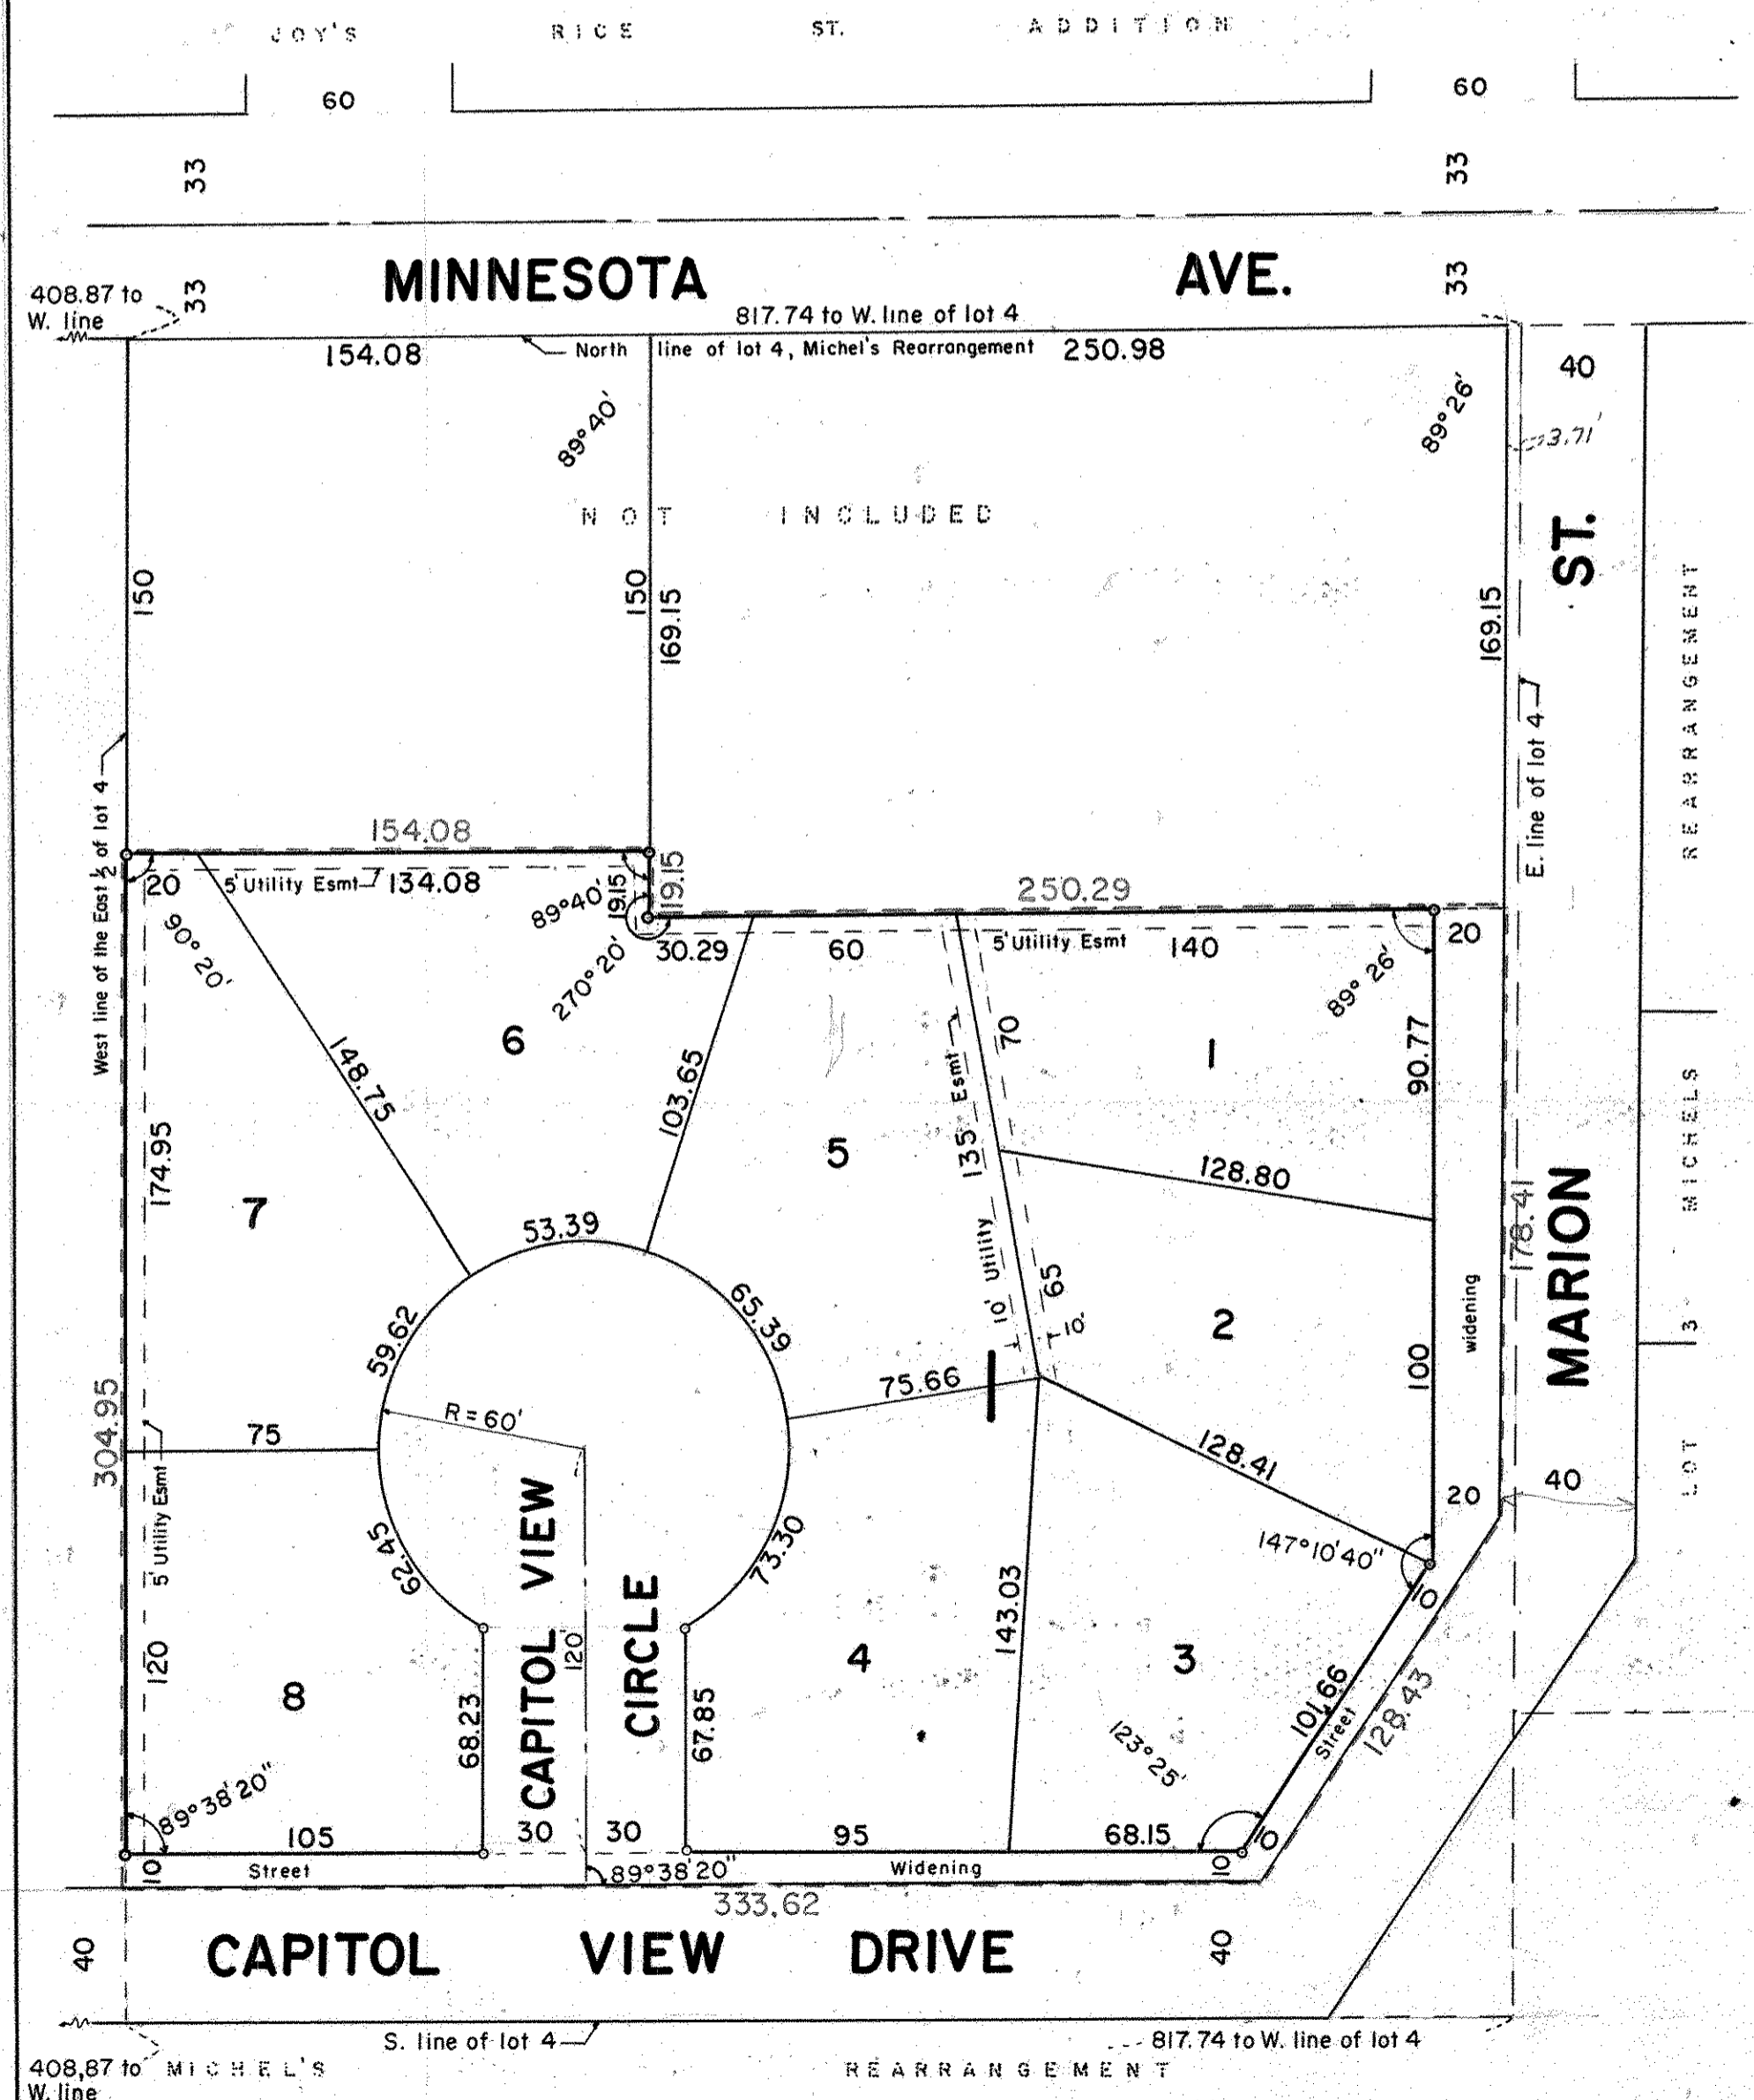 JOY'S RICE ST. ADDITION
60
60
33
33
MINNESOTA AVE.
33
33
408.87 to
W. line
817.74 to W. line of lot 4
154.08
North line of lot 4, Michel's Rearrangement
250.98
40
89°40'
89°26'
3.71'
NOT INCLUDED
ST.
150
150
169.15
169.15
REARRANGEMENT
E. line of lot 4
West line of the East ½ of lot 4
154.08
20
5' Utility Esmt
134.08
89°40'
19.15
19.15
250.29
90°20'
270°20'
30.29
60
5' Utility Esmt
140
20
89°26'
6
148.75
103.65
135
10' Utility Esmt
70
1
90.77
5
128.80
174.95
7
53.39
59.62
65.39
65
10'
2
178.41
MARION
MICHELS
3
LOT
widening
100
75.66
1
304.95
75
R=60'
128.41
20
40
5' Utility Esmt
62.45
73.30
147°10'40"
10
CAPITOL VIEW
CIRCLE
120'
143.03
120
8
68.23
67.85
4
3
101.66
Street
128.43
123°25'
89°38'20"
105
30
30
95
68.15
10
10
Street
10
89°38'20"
Widening
333.62
40
CAPITOL VIEW DRIVE
40
S. line of lot 4
817.74 to W. line of lot 4
408.87 to
W. line
MICHEL'S REARRANGEMENT